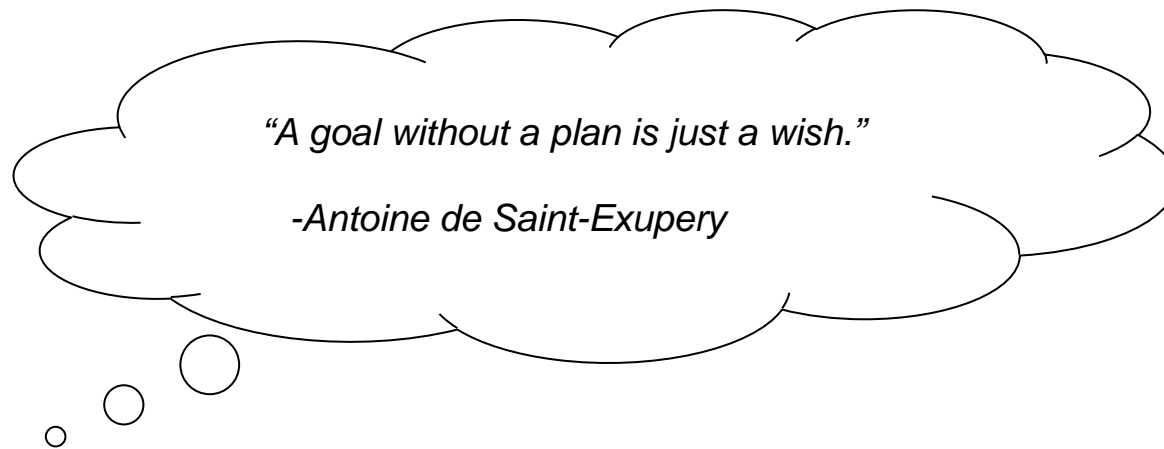 “A goal without a plan is just a wish.”
-Antoine de Saint-Exupery